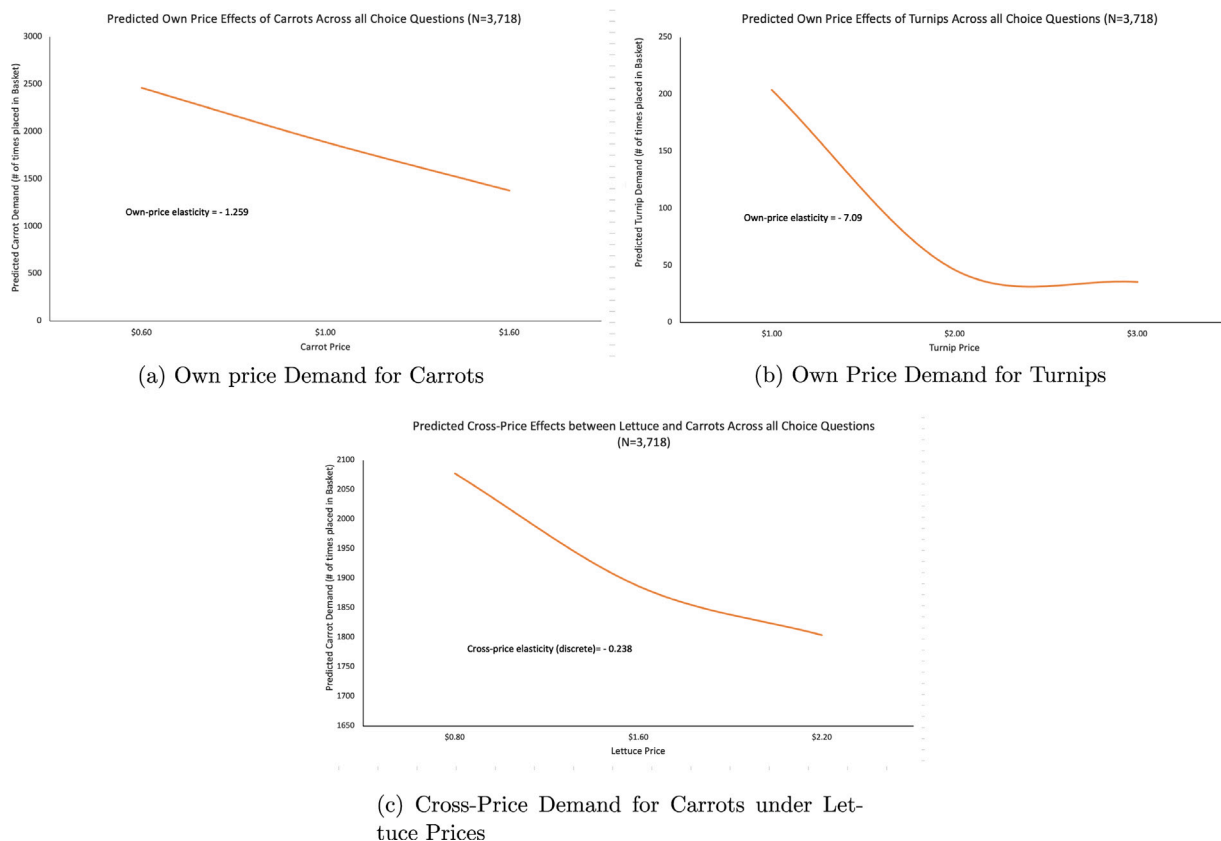 Predicted Own Price Effects of Carrots Across all Choice Questions (N=3,718)
Predicted Carrot Demand (# of times placed in Basket)
3000
2500
2000
1500
1000
500
0
Own-price elasticity = - 1.259
$0.60
$1.00
$1.60
Carrot Price
(a) Own price Demand for Carrots
Predicted Own Price Effects of Turnips Across all Choice Questions (N=3,718)
Predicted Turnip Demand (# of times placed in Basket)
250
200
150
100
50
0
Own-price elasticity = - 7.09
$1.00
$2.00
$3.00
Turnip Price
(b) Own Price Demand for Turnips
Predicted Cross-Price Effects between Lettuce and Carrots Across all Choice Questions
(N=3,718)
Predicted Carrot Demand (# of times placed in Basket)
2100
2050
2000
1950
1900
1850
1800
1750
1700
1650
Cross-price elasticity (discrete)= - 0.238
$0.80
$1.60
$2.20
Lettuce Price
(c) Cross-Price Demand for Carrots under Let-
tuce Prices